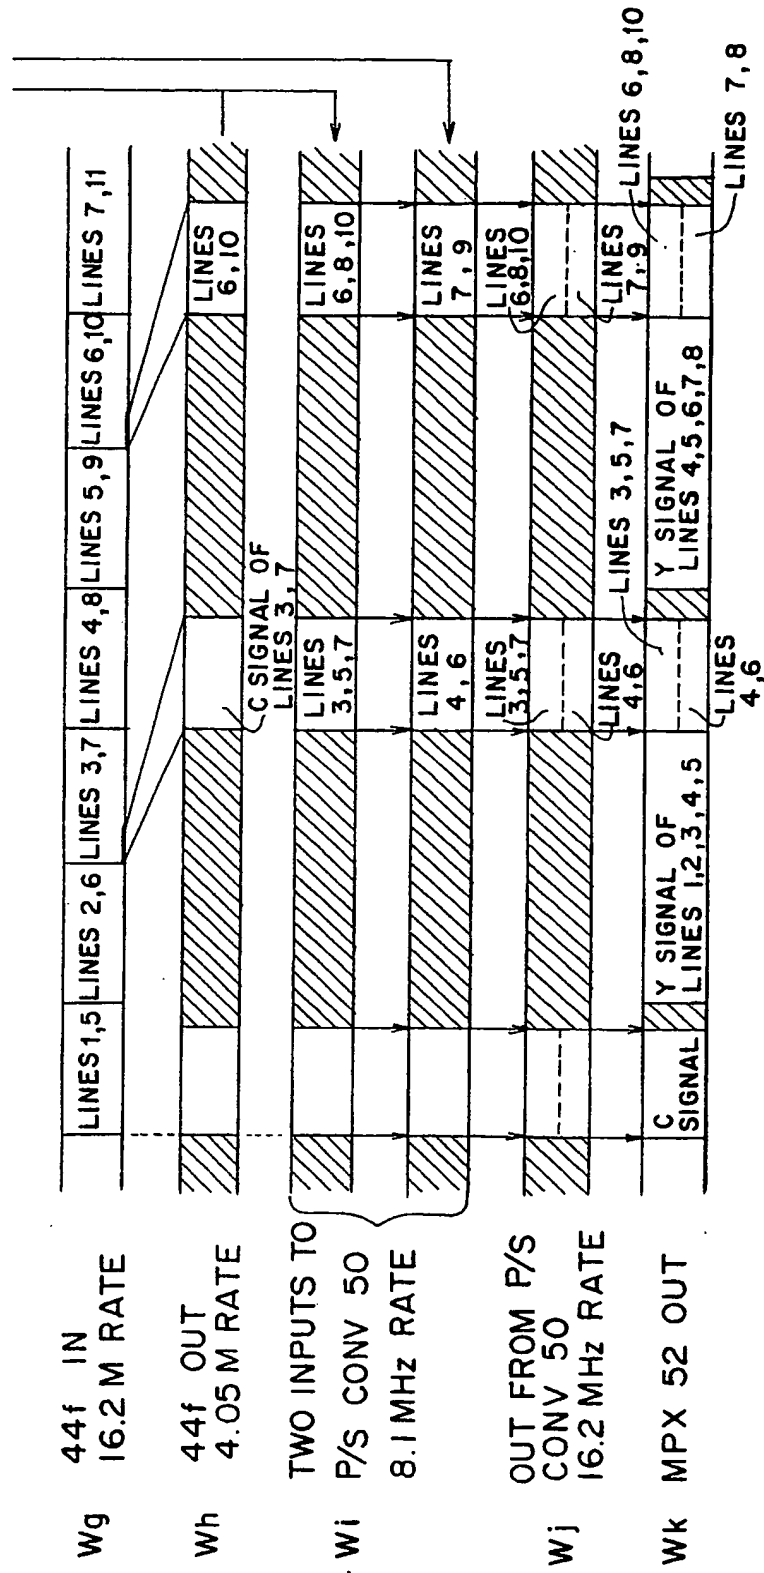 Wg 44f IN
16.2 M RATE
LINES 1,5 LINES 2,6 LINES 3,7 LINES 4,8 LINES 5,9 LINES 6,10 LINES 7,11
Wh 44f OUT
4.05 M RATE
C SIGNAL OF
LINES 3,7
LINES
6,10
Wi TWO INPUTS TO
P/S CONV 50
8.1 MHz RATE
LINES
3,5,7
LINES
6,8,10
LINES
4,6
LINES
7,9
Wj OUT FROM P/S
CONV 50
16.2 MHz RATE
LINES
3,5,7
LINES
4,6
LINES
6,8,10
LINES
7,9
Wk MPX 52 OUT
C
SIGNAL
Y SIGNAL OF
LINES 1,2,3,4,5
LINES 3,5,7
LINES
4,6
Y SIGNAL OF
LINES 4,5,6,7,8
LINES 6,8,10
LINES 7,8